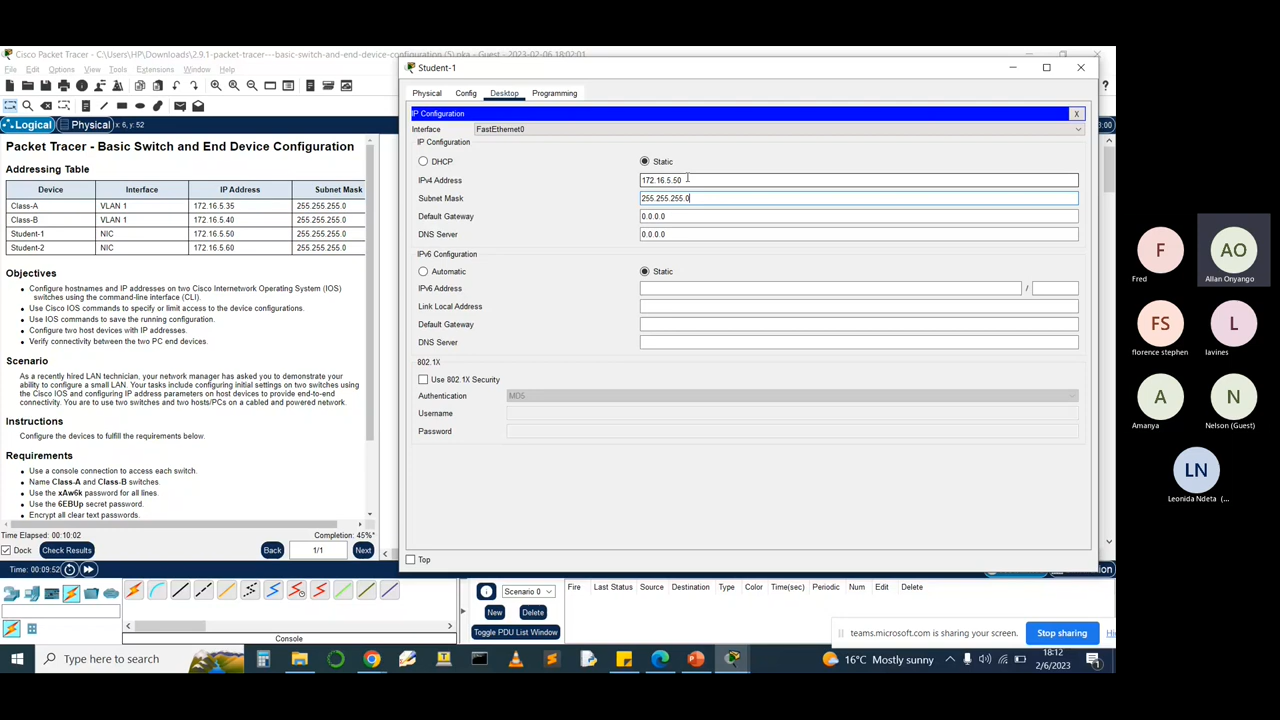 Cisco Packet Tracer - C:\Users\HP\Downloads\2.9.1-packet-tracer---basic-switch-and-end-device-configuration (5).pka - Guest - 2023-02-06 18:02:01
File Edit Options View Tools Extensions Window Help
Logical Physical x: 6, y: 52
Packet Tracer - Basic Switch and End Device Configuration
Addressing Table
Device Interface IP Address Subnet Mask
Class-A VLAN 1 172.16.5.35 255.255.255.0
Class-B VLAN 1 172.16.5.40 255.255.255.0
Student-1 NIC 172.16.5.50 255.255.255.0
Student-2 NIC 172.16.5.60 255.255.255.0
Objectives
Configure hostnames and IP addresses on two Cisco Internetwork Operating System (IOS)
switches using the command-line interface (CLI).
Use Cisco IOS commands to specify or limit access to the device configurations.
Use IOS commands to save the running configuration.
Configure two host devices with IP addresses.
Verify connectivity between the two PC end devices.
Scenario
As a recently hired LAN technician, your network manager has asked you to demonstrate your
ability to configure a small LAN. Your tasks include configuring initial settings on two switches using
the Cisco IOS and configuring IP address parameters on host devices to provide end-to-end
connectivity. You are to use two switches and two hosts/PCs on a cabled and powered network.
Instructions
Configure the devices to fulfill the requirements below.
Requirements
Use a console connection to access each switch.
Name Class-A and Class-B switches.
Use the xAw6k password for all lines.
Use the 6EBUp secret password.
Encrypt all clear text passwords.
Time Elapsed: 00:10:02 Completion: 45%
Dock Check Results Back 1/1 Next
Time: 00:09:52
Student-1
Physical Config Desktop Programming
IP Configuration X
Interface FastEthernet0
IP Configuration
DHCP Static
IPv4 Address 172.16.5.50
Subnet Mask 255.255.255.0
Default Gateway 0.0.0.0
DNS Server 0.0.0.0
IPv6 Configuration
Automatic Static
IPv6 Address /
Link Local Address
Default Gateway
DNS Server
802.1X
Use 802.1X Security
Authentication MD5
Username
Password
Top
Scenario 0
New Delete
Toggle PDU List Window
Fire Last Status Source Destination Type Color Time(sec) Periodic Num Edit Delete
Console
teams.microsoft.com is sharing your screen. Stop sharing
Type here to search
16°C Mostly sunny
18:12
2/6/2023
F
Fred
AO
Allan Onyango
FS
florence stephen
L
lavines
A
Amanya
N
Nelson (Guest)
LN
Leonida Ndeta (...